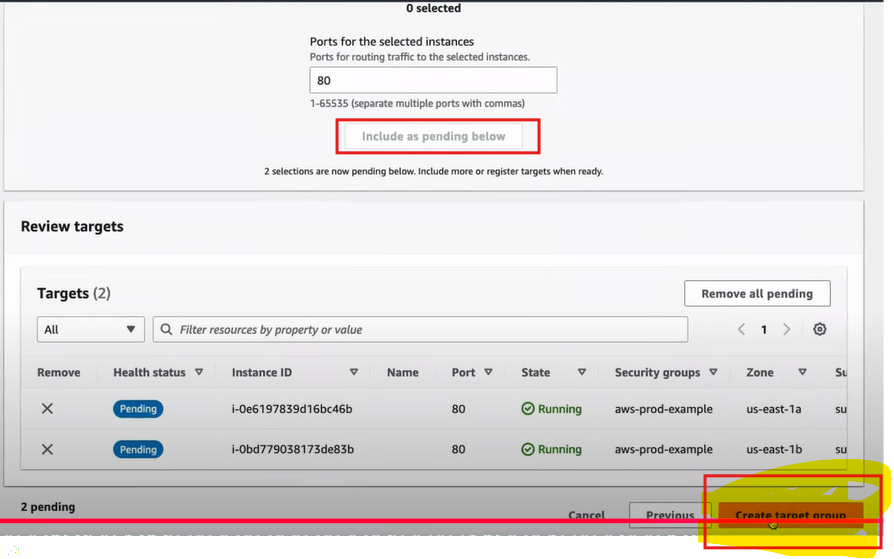 0 selected
Ports for the selected instances
Ports for routing traffic to the selected instances.
80
1-65535 (separate multiple ports with commas)
Include as pending below
2 selections are now pending below. Include more or register targets when ready.
Review targets
Targets (2)
Remove all pending
All
Filter resources by property or value
1
Remove Health status Instance ID Name Port State Security groups Zone Su
Pending i-0e6197839d16bc46b 80 Running aws-prod-example us-east-1a su
Pending i-0bd779038173de83b 80 Running aws-prod-example us-east-1b su
2 pending
Cancel Previous Create target group